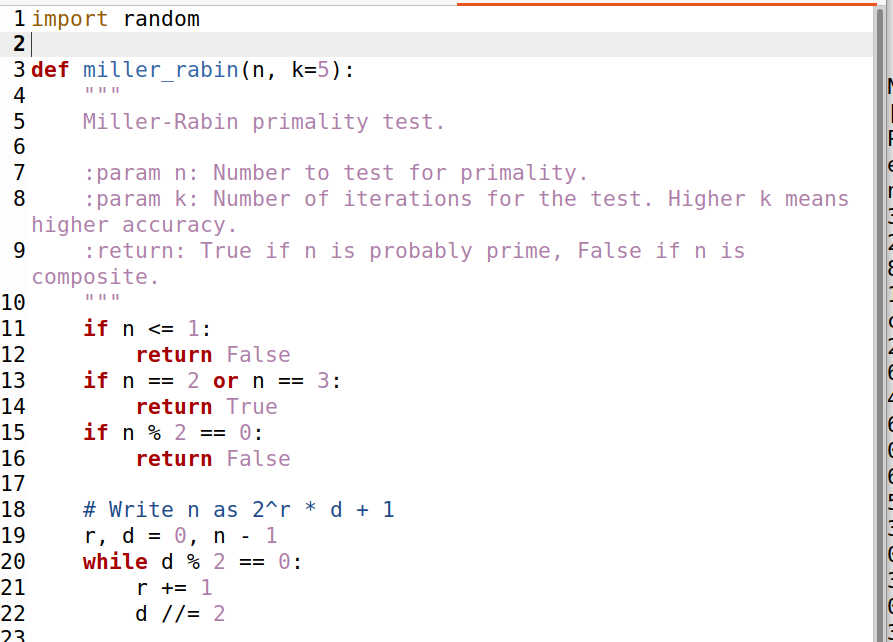 1 import random
2
3 def miller_rabin(n, k=5):
4     """
5     Miller-Rabin primality test.
6
7     :param n: Number to test for primality.
8     :param k: Number of iterations for the test. Higher k means
higher accuracy.
9     :return: True if n is probably prime, False if n is
composite.
10     """
11     if n <= 1:
12         return False
13     if n == 2 or n == 3:
14         return True
15     if n % 2 == 0:
16         return False
17
18     # Write n as 2^r * d + 1
19     r, d = 0, n - 1
20     while d % 2 == 0:
21         r += 1
22         d //= 2
23